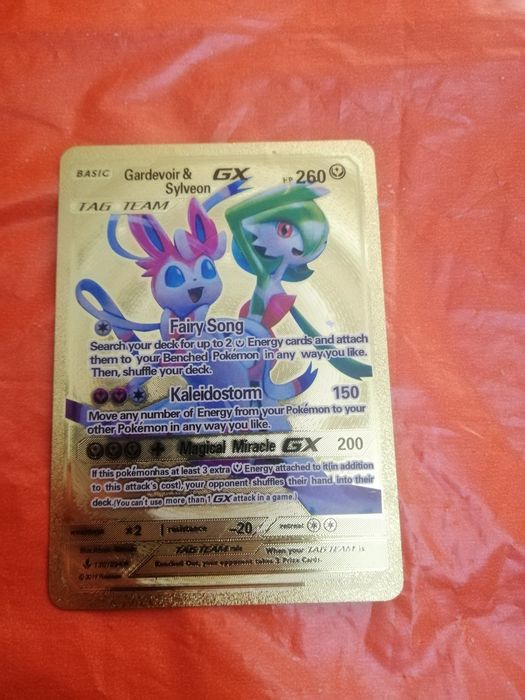 BASIC Gardevoir & GX HP 260
Sylveon
TAG TEAM
Fairy Song
Search your deck for up to 2 Energy cards and attach
them to your Benched Pokémon in any way you like.
Then, shuffle your deck.
Kaleidostorm 150
Move any number of Energy from your Pokémon to your
other Pokémon in any way you like.
+ Magical Miracle GX 200
If this pokémonhas at least 3 extra Energy attached to it(in addition
to this attack's cost), your opponent shuffles their hand into their
deck.(You can't use more than 1 GX attack in a game.)
weakness ×2 resistance -20 retreat
TAG TEAM rule When your TAG TEAM is
Knocked Out, your opponent takes 3 Prize Cards.